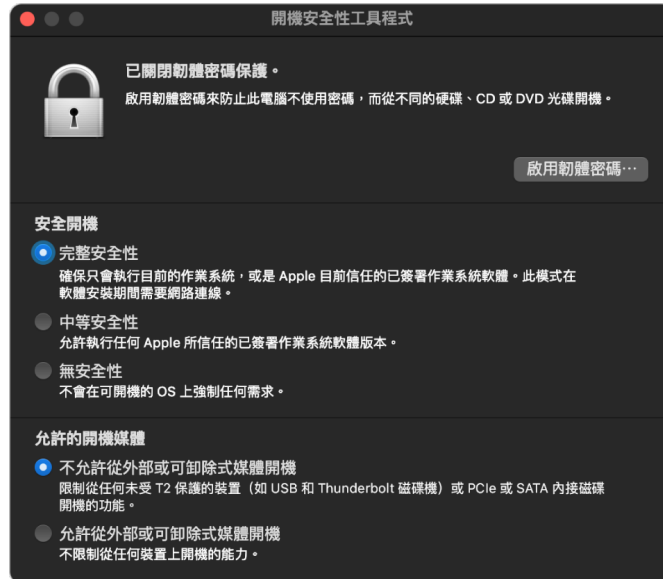 開機安全性工具程式
已關閉韌體密碼保護。
啟用韌體密碼來防止此電腦不使用密碼，而從不同的硬碟、CD 或 DVD 光碟開機。
啟用韌體密碼⋯
安全開機
完整安全性
確保只會執行目前的作業系統，或是 Apple 目前信任的已簽署作業系統軟體。此模式在
軟體安裝期間需要網路連線。
中等安全性
允許執行任何 Apple 所信任的已簽署作業系統軟體版本。
無安全性
不會在可開機的 OS 上強制任何需求。
允許的開機媒體
不允許從外部或可卸除式媒體開機
限制從任何未受 T2 保護的裝置（如 USB 和 Thunderbolt 磁碟機）或 PCIe 或 SATA 內接磁碟
開機的功能。
允許從外部或可卸除式媒體開機
不限制從任何裝置上開機的能力。